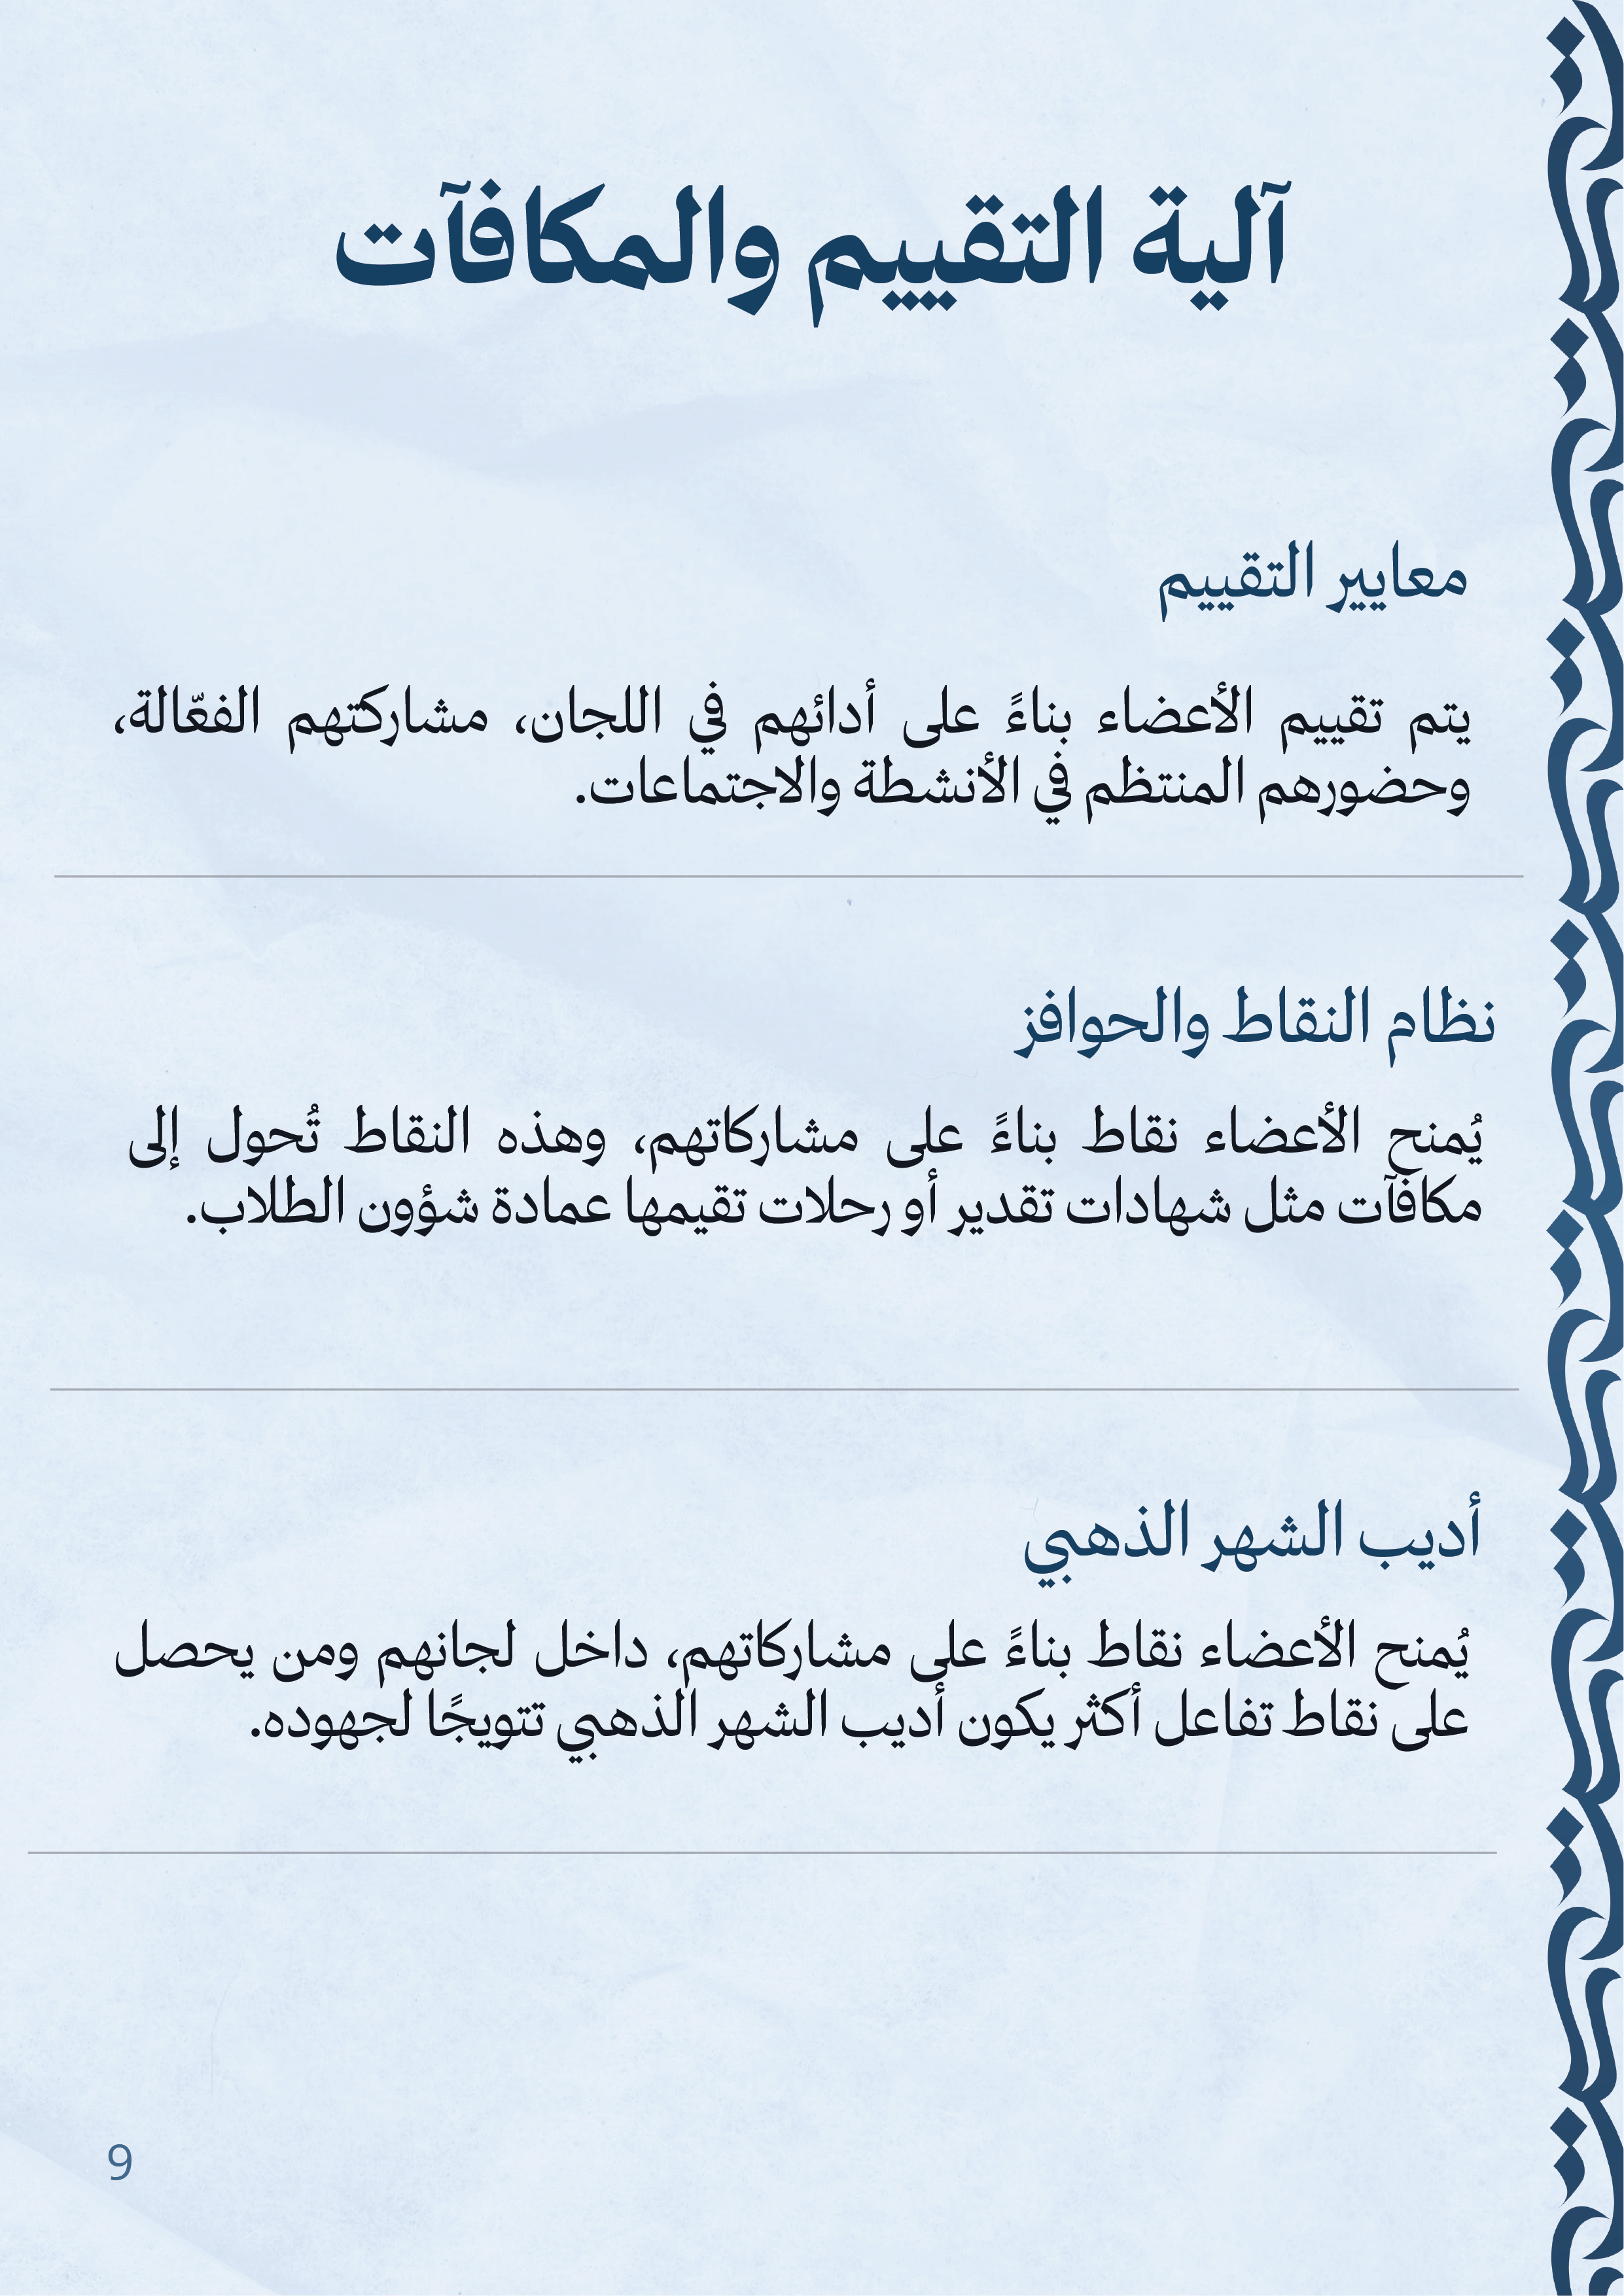 آلية التقييم والمكافآت
معايير التقييم
يتم تقييم الأعضاء بناءً على أدائهم في اللجان، مشاركتهم الفعّالة،
وحضورهم المنتظم في الأنشطة والاجتماعات.
نظام النقاط والحوافز
يُمنح الأعضاء نقاط بناءً على مشاركاتهم، وهذه النقاط تُحول إلى
مكافآت مثل شهادات تقدير أو رحلات تقيمها عمادة شؤون الطلاب.
أديب الشهر الذهبي
يُمنح الأعضاء نقاط بناءً على مشاركاتهم، داخل لجانهم ومن يحصل
على نقاط تفاعل أكثر يكون أديب الشهر الذهبي تتويجًا لجهوده.
9